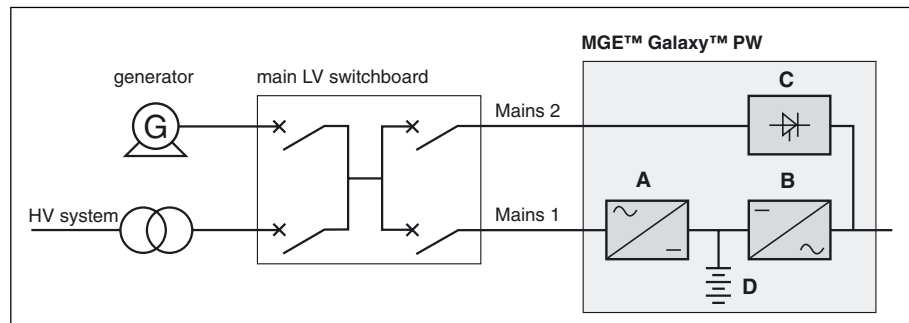 MGE™ Galaxy™ PW
generator
main LV switchboard
C
G
Mains 2
A
B
HV system
Mains 1
D